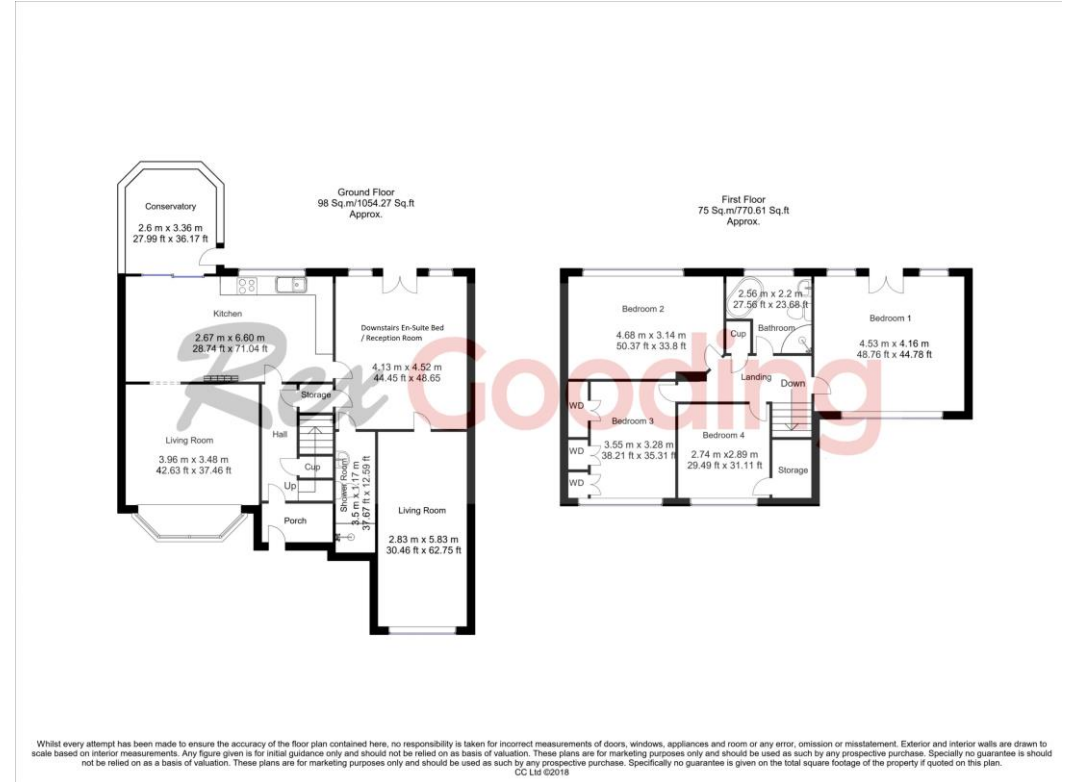 Ground Floor
98 Sq.m/1054.27 Sq.ft
Approx.
Conservatory
2.6 m x 3.36 m
27.99 ft x 36.17 ft
Kitchen
2.67 m x 6.60 m
28.74 ft x 71.04 ft
Downstairs En-Suite Bed
/ Reception Room
4.13 m x 4.52 m
44.45 ft x 48.65
Storage
Hall
Living Room
3.96 m x 3.48 m
42.63 ft x 37.46 ft
Cup
Up
Porch
Shower Room
3.5 m x 1.17 m
37.67 ft x 12.59 ft
Living Room
2.83 m x 5.83 m
30.46 ft x 62.75 ft
First Floor
75 Sq.m/770.61 Sq.ft
Approx.
Bedroom 2
4.68 m x 3.14 m
50.37 ft x 33.8 ft
2.56 m x 2.2 m
27.56 ft x 23.68 ft
Bathroom
Cup
Bedroom 1
4.53 m x 4.16 m
48.76 ft x 44.78 ft
Landing
Down
WD
WD
WD
Bedroom 3
3.55 m x 3.28 m
38.21 ft x 35.31 ft
Bedroom 4
2.74 m x2.89 m
29.49 ft x 31.11 ft
Storage
Rex Gooding
Whilst every attempt has been made to ensure the accuracy of the floor plan contained here, no responsibility is taken for incorrect measurements of doors, windows, appliances and room or any error, omission or misstatement. Exterior and interior walls are drawn to
scale based on interior measurements. Any figure given is for initial guidance only and should not be relied on as basis of valuation. These plans are for marketing purposes only and should be used as such by any prospective purchase. Specially no guarantee is should
not be relied on as a basis of valuation. These plans are for marketing purposes only and should be used as such by any prospective purchase. Specifically no guarantee is given on the total square footage of the property if quoted on this plan.
CC Ltd ©2018